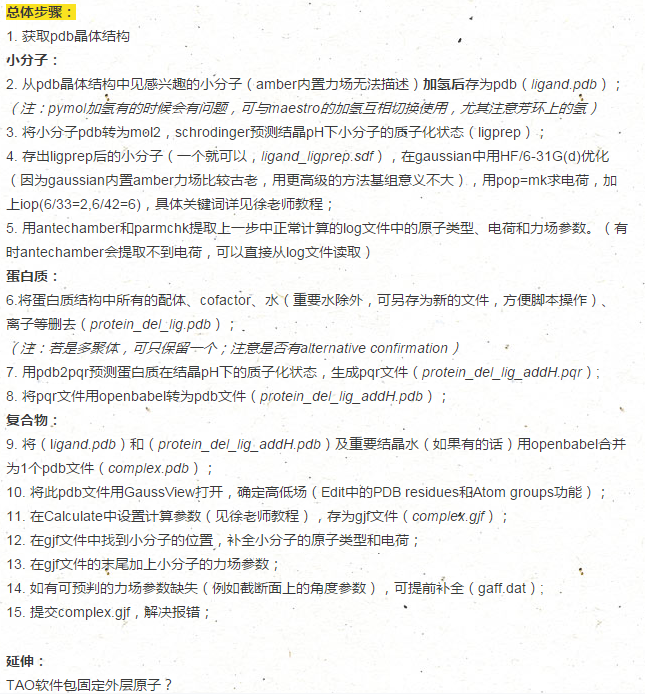 总体步骤：
1. 获取pdb晶体结构
小分子：
2. 从pdb晶体结构中见感兴趣的小分子（amber内置力场无法描述）加氢后存为pdb（ligand.pdb）；
（注：pymol加氢有的时候会有问题，可与maestro的加氢互相切换使用，尤其注意芳环上的氢）
3. 将小分子pdb转为mol2，schrodinger预测结晶pH下小分子的质子化状态（ligprep）；
4. 存出ligprep后的小分子（一个就可以，ligand_ligprep.sdf），在gaussian中用HF/6-31G(d)优化
（因为gaussian内置amber力场比较古老，用更高级的方法基组意义不大），用pop=mk求电荷，加
上iop(6/33=2,6/42=6)，具体关键词详见徐老师教程；
5. 用antechamber和parmchk提取上一步中正常计算的log文件中的原子类型、电荷和力场参数。（有
时antechamber会提取不到电荷，可以直接从log文件读取）
蛋白质：
6.将蛋白质结构中所有的配体、cofactor、水（重要水除外，可另存为新的文件，方便脚本操作）、
离子等删去（protein_del_lig.pdb）；
（注：若是多聚体，可只保留一个；注意是否有alternative confirmation）
7. 用pdb2pqr预测蛋白质在结晶pH下的质子化状态，生成pqr文件（protein_del_lig_addH.pqr）；
8. 将pqr文件用openbabel转为pdb文件（protein_del_lig_addH.pdb）；
复合物：
9. 将（ligand.pdb）和（protein_del_lig_addH.pdb）及重要结晶水（如果有的话）用openbabel合并
为1个pdb文件（complex.pdb）；
10. 将此pdb文件用GaussView打开，确定高低场（Edit中的PDB residues和Atom groups功能）；
11. 在Calculate中设置计算参数（见徐老师教程），存为gjf文件（complex.gjf）；
12. 在gjf文件中找到小分子的位置，补全小分子的原子类型和电荷；
13. 在gjf文件的末尾加上小分子的力场参数；
14. 如有可预判的力场参数缺失（例如截断面上的角度参数），可提前补全（gaff.dat）；
15. 提交complex.gjf，解决报错；
延伸：
TAO软件包固定外层原子？